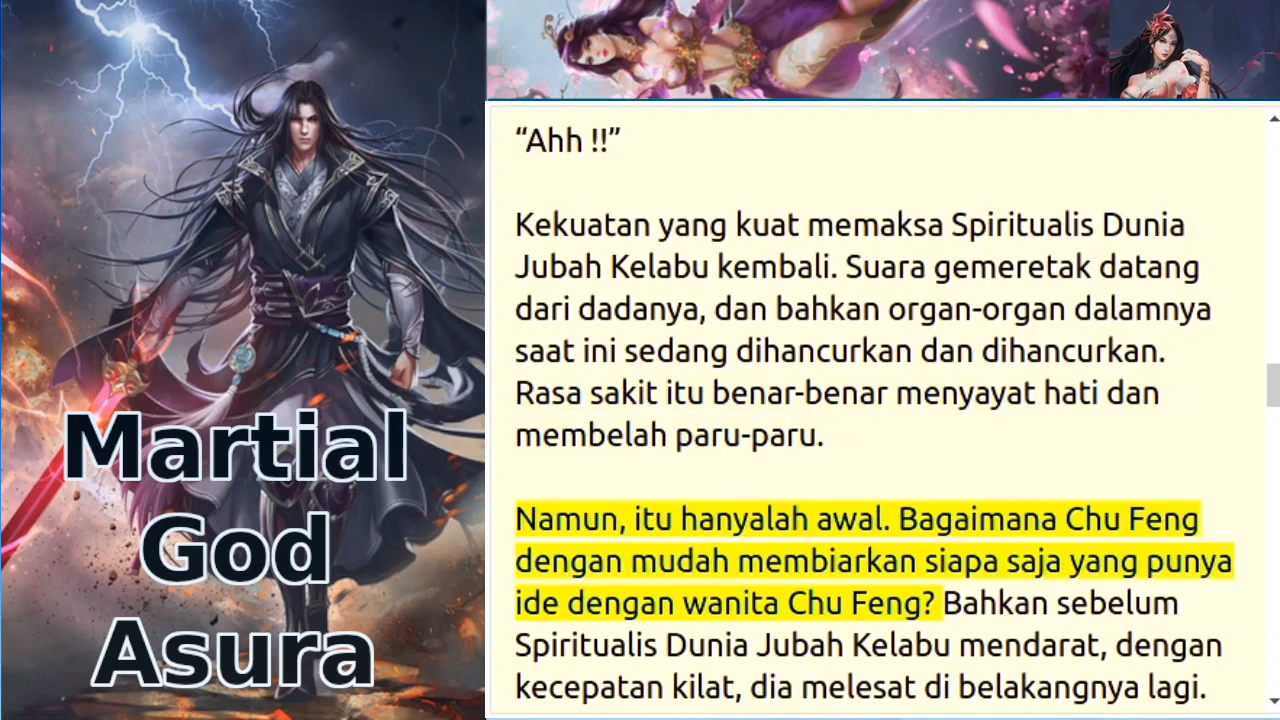 Martial
God
Asura
“Ahh !!”
Kekuatan yang kuat memaksa Spiritualis Dunia
Jubah Kelabu kembali. Suara gemeretak datang
dari dadanya, dan bahkan organ-organ dalamnya
saat ini sedang dihancurkan dan dihancurkan.
Rasa sakit itu benar-benar menyayat hati dan
membelah paru-paru.
Namun, itu hanyalah awal. Bagaimana Chu Feng
dengan mudah membiarkan siapa saja yang punya
ide dengan wanita Chu Feng? Bahkan sebelum
Spiritualis Dunia Jubah Kelabu mendarat, dengan
kecepatan kilat, dia melesat di belakangnya lagi.